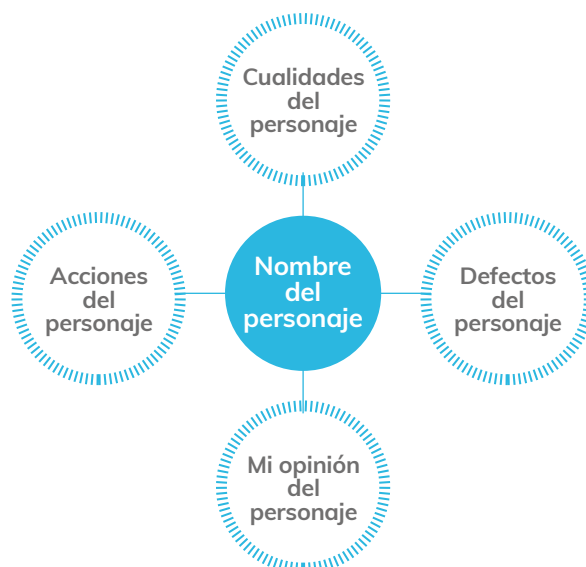 Cualidades
del
personaje
Acciones
del
personaje
Nombre
del
personaje
Defectos
del
personaje
Mi opinión
del
personaje